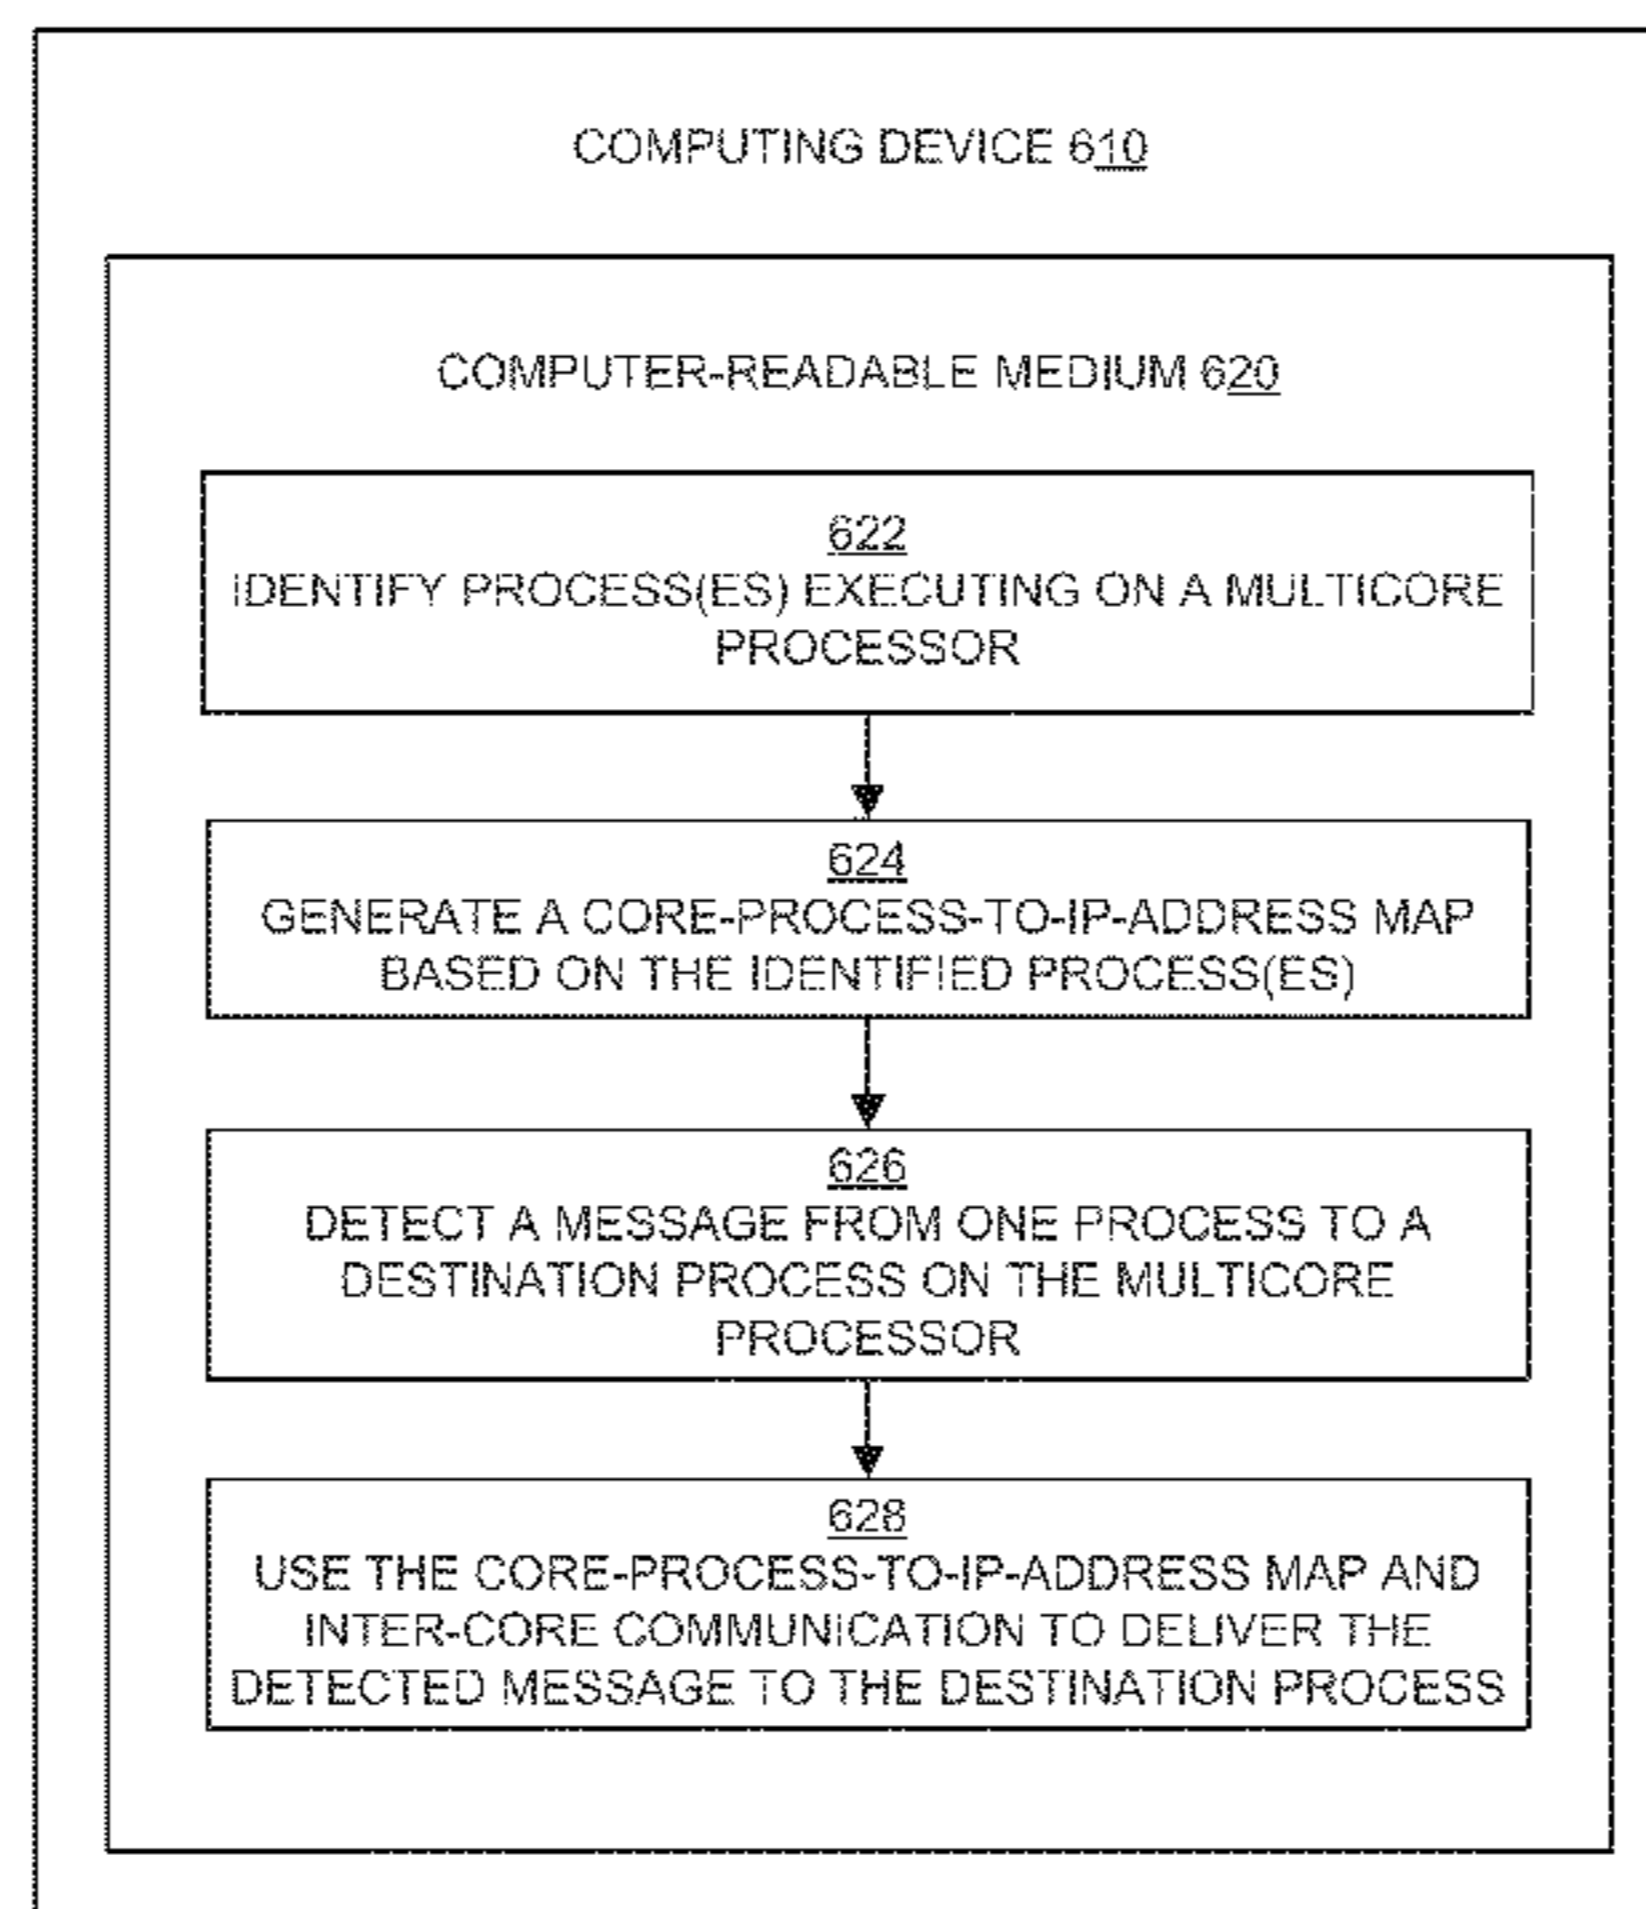 COMPUTING DEVICE 610
COMPUTER-READABLE MEDIUM 620
622
IDENTIFY PROCESS(ES) EXECUTING ON A MULTICORE
PROCESSOR
624
GENERATE A CORE-PROCESS-TO-IP-ADDRESS MAP
BASED ON THE IDENTIFIED PROCESS(ES)
626
DETECT A MESSAGE FROM ONE PROCESS TO A
DESTINATION PROCESS ON THE MULTICORE
PROCESSOR
628
USE THE CORE-PROCESS-TO-IP-ADDRESS MAP AND
INTER-CORE COMMUNICATION TO DELIVER THE
DETECTED MESSAGE TO THE DESTINATION PROCESS